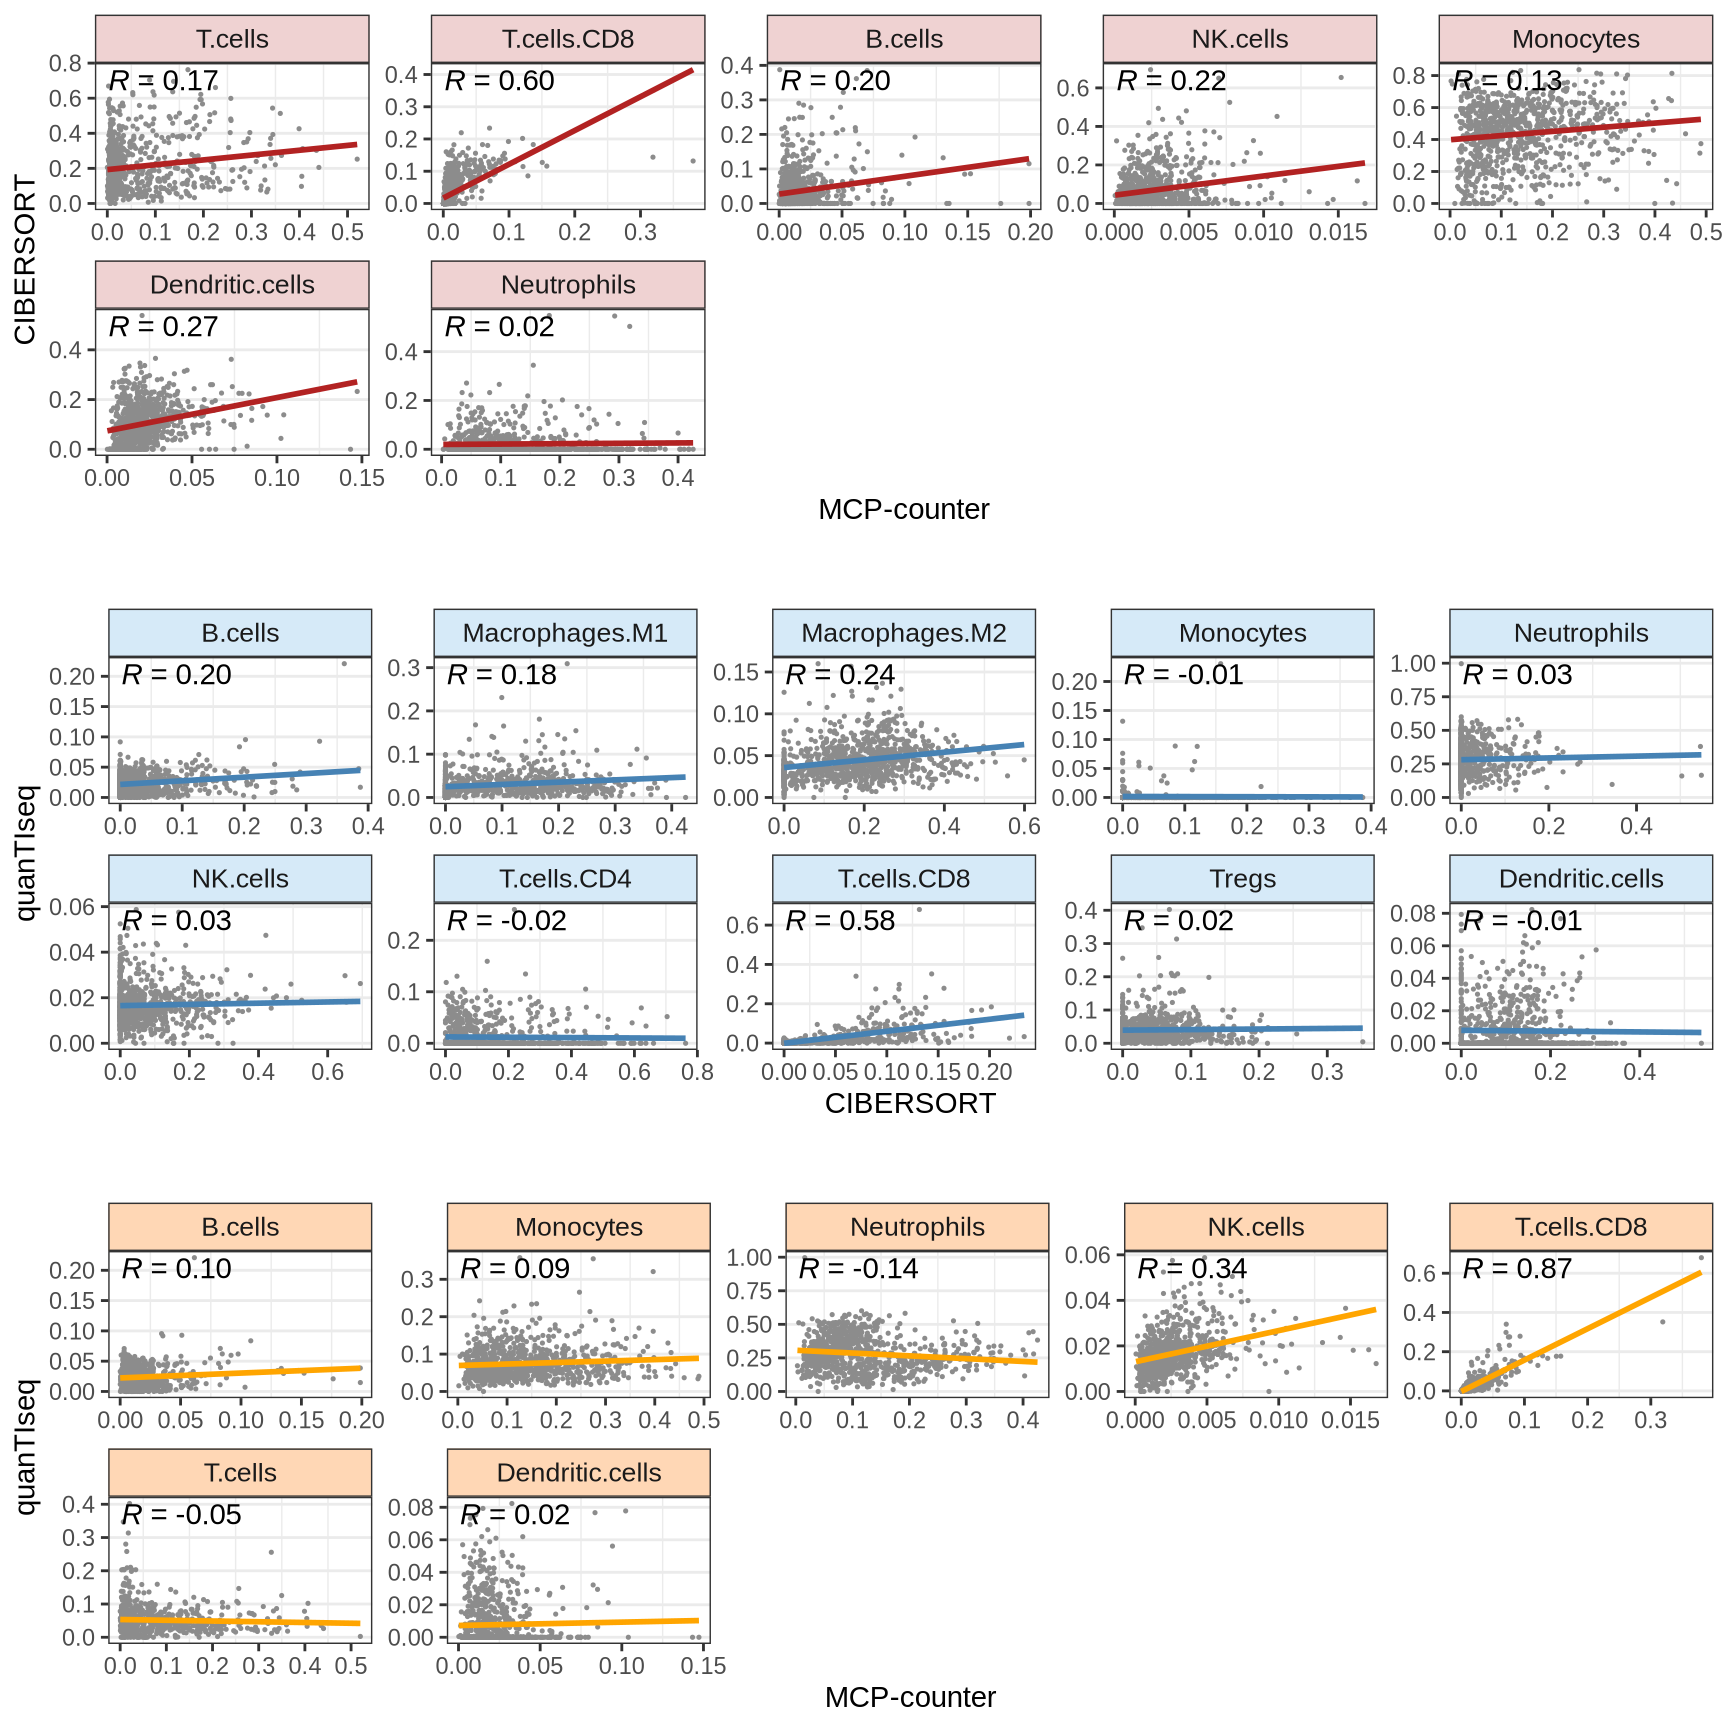 T.cells T.cells.CD8 B.cells NK.cells Monocytes
R = 0.17 R = 0.60 R = 0.20 R = 0.22 R = 0.13
0.8 0.6 0.4 0.2 0.0
0.4 0.3 0.2 0.1 0.0
0.4 0.3 0.2 0.1 0.0
0.6 0.4 0.2 0.0
0.8 0.6 0.4 0.2 0.0
0.0 0.1 0.2 0.3 0.4 0.5
0.0 0.1 0.2 0.3
0.00 0.05 0.10 0.15 0.20
0.000 0.005 0.010 0.015
0.0 0.1 0.2 0.3 0.4 0.5
CIBERSORT
Dendritic.cells Neutrophils
R = 0.27 R = 0.02
0.4 0.2 0.0
0.4 0.2 0.0
0.00 0.05 0.10 0.15
0.0 0.1 0.2 0.3 0.4
MCP-counter
B.cells Macrophages.M1 Macrophages.M2 Monocytes Neutrophils
R = 0.20 R = 0.18 R = 0.24 R = -0.01 R = 0.03
0.20 0.15 0.10 0.05 0.00
0.3 0.2 0.1 0.0
0.15 0.10 0.05 0.00
0.20 0.15 0.10 0.05 0.00
1.00 0.75 0.50 0.25 0.00
0.0 0.1 0.2 0.3 0.4
0.0 0.1 0.2 0.3 0.4
0.0 0.2 0.4 0.6
0.0 0.1 0.2 0.3 0.4
0.0 0.2 0.4
quanTIseq
NK.cells T.cells.CD4 T.cells.CD8 Tregs Dendritic.cells
R = 0.03 R = -0.02 R = 0.58 R = 0.02 R = -0.01
0.06 0.04 0.02 0.00
0.2 0.1 0.0
0.6 0.4 0.2 0.0
0.4 0.3 0.2 0.1 0.0
0.08 0.06 0.04 0.02 0.00
0.0 0.2 0.4 0.6
0.0 0.2 0.4 0.6 0.8
0.00 0.05 0.10 0.15 0.20
0.0 0.1 0.2 0.3
0.0 0.2 0.4
CIBERSORT
B.cells Monocytes Neutrophils NK.cells T.cells.CD8
R = 0.10 R = 0.09 R = -0.14 R = 0.34 R = 0.87
0.20 0.15 0.10 0.05 0.00
0.3 0.2 0.1 0.0
1.00 0.75 0.50 0.25 0.00
0.06 0.04 0.02 0.00
0.6 0.4 0.2 0.0
0.00 0.05 0.10 0.15 0.20
0.0 0.1 0.2 0.3 0.4 0.5
0.0 0.1 0.2 0.3 0.4
0.000 0.005 0.010 0.015
0.0 0.1 0.2 0.3
quanTIseq
T.cells Dendritic.cells
R = -0.05 R = 0.02
0.4 0.3 0.2 0.1 0.0
0.08 0.06 0.04 0.02 0.00
0.0 0.1 0.2 0.3 0.4 0.5
0.00 0.05 0.10 0.15
MCP-counter